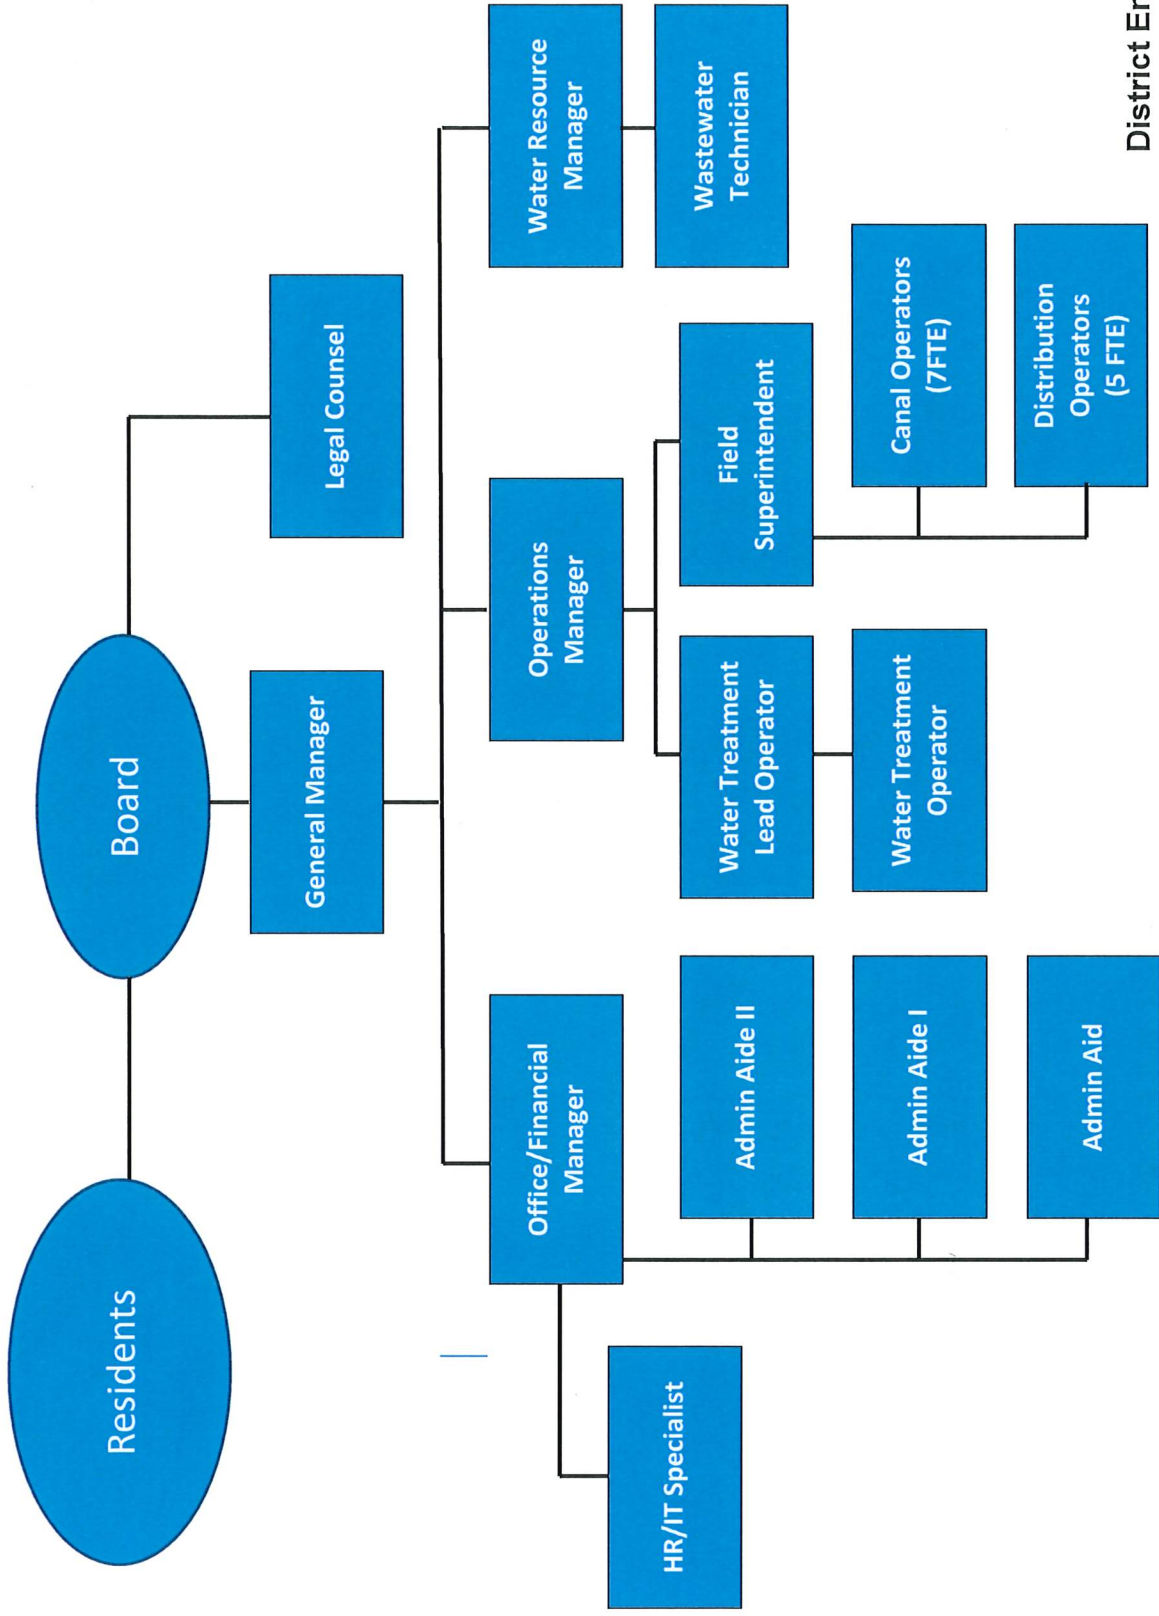 Residents
Board
Legal Counsel
General Manager
Office/Financial
Manager
Operations
Manager
Water Resource
Manager
HR/IT Specialist
Admin Aide II
Water Treatment
Lead Operator
Field
Superintendent
Wastewater
Technician
Admin Aide I
Water Treatment
Operator
Canal Operators
(7FTE)
Admin Aid
Distribution
Operators
(5 FTE)
District